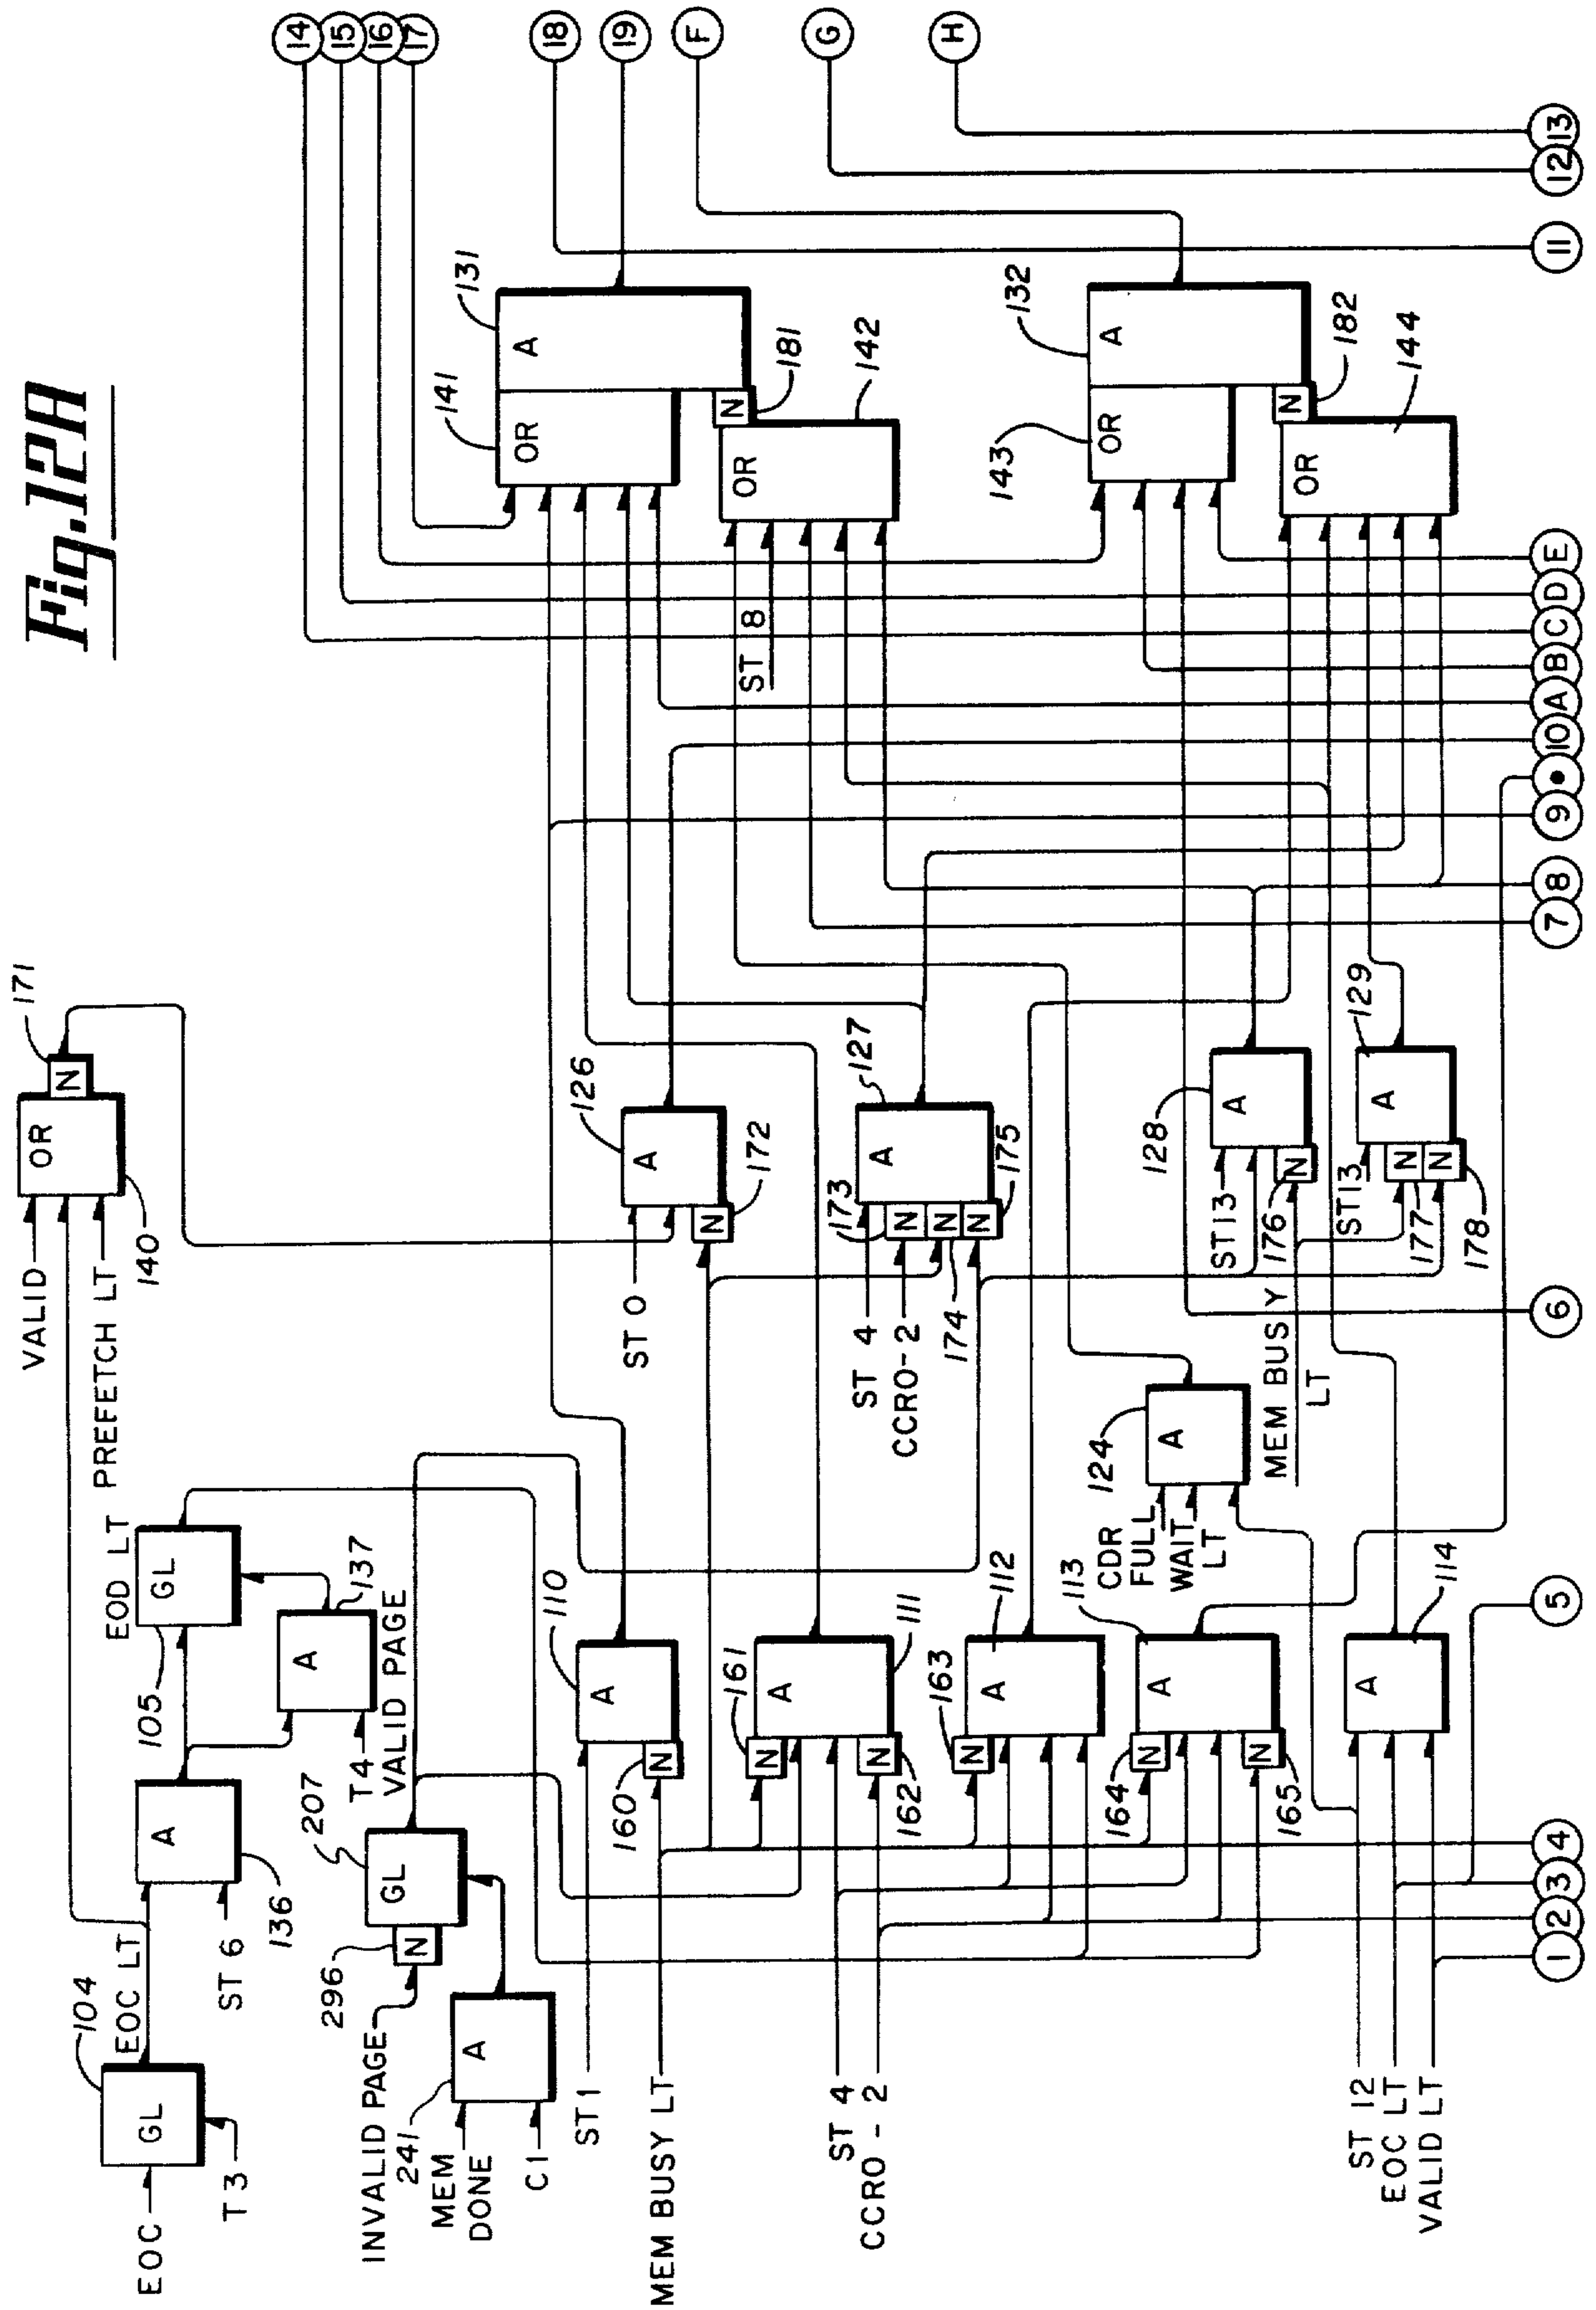 Fig.12A
14
15
16
17
18
19
F
G
H
VALID
171
N
OR
PREFETCH LT
140
EOD LT
GL
105
A
137
T4
VALID PAGE
104
GL
EOC
T3
EOC LT
A
ST 6
136
207
GL
296
N
INVALID PAGE
241
A
MEM
DONE
C1
131
141
OR
A
N
181
142
OR
ST 8
126
A
ST 0
N
172
110
A
ST 1
160
N
MEM BUSY LT
127
173
A
ST 4
N
N
N
CCRO-2
174
175
161
N
A
111
ST 4
N
162
CCRO - 2
163
N
A
112
113
164
N
A
N
165
CDR
FULL
WAIT
LT
124
A
132
143
OR
A
N
182
144
OR
128
A
ST13
176
N
MEM BUSY
LT
129
A
ST13
N
N
177
178
ST 12
EOC LT
VALID LT
A
114
1
2
3
4
5
6
7
8
9
10
A
B
C
D
E
11
12
13